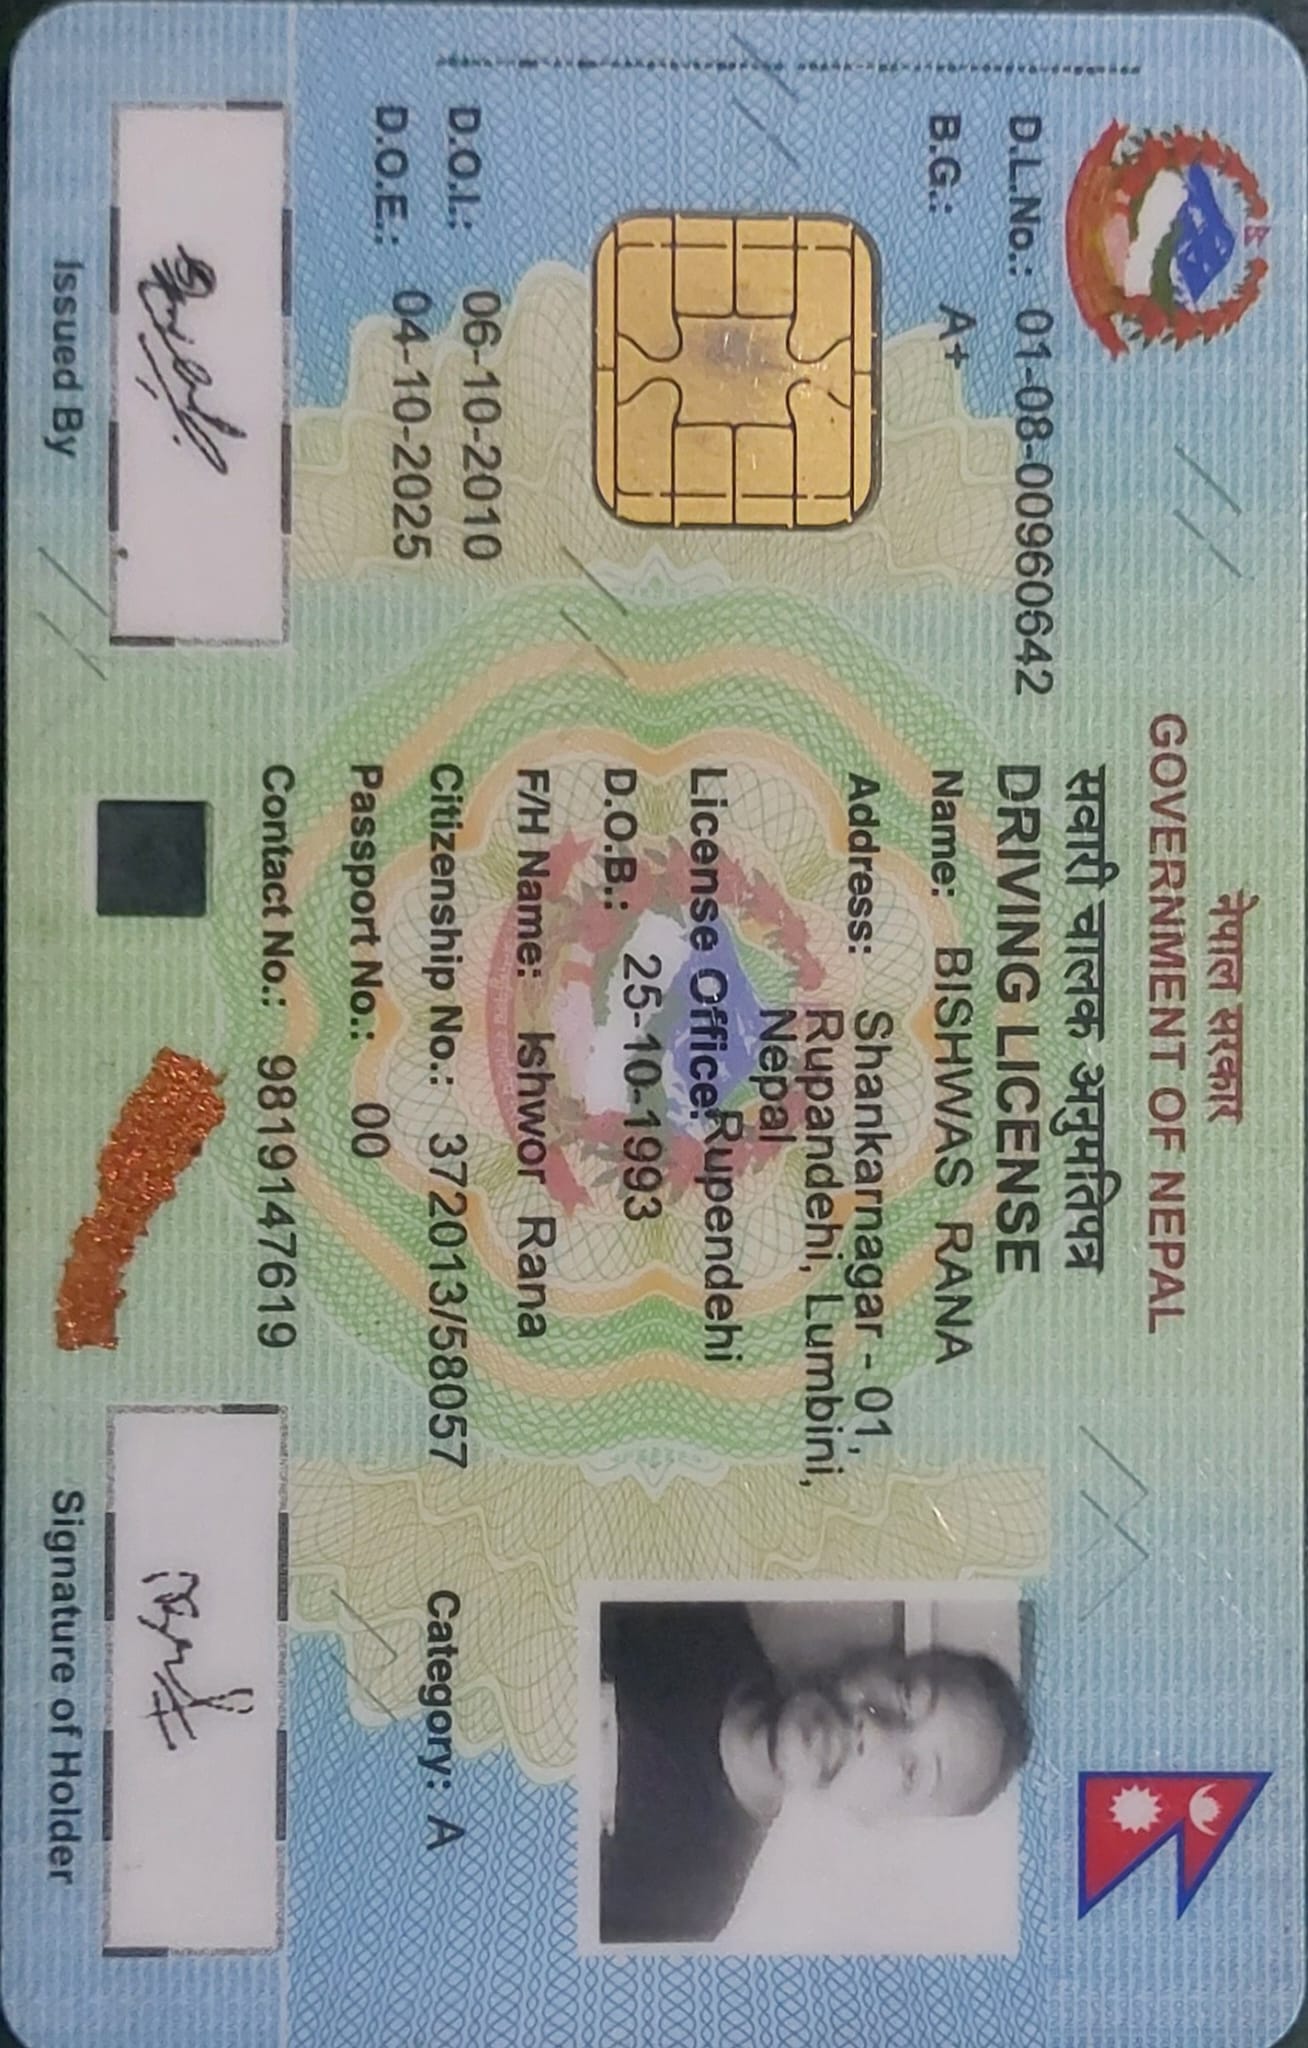 नेपाल सरकार
GOVERNMENT OF NEPAL
सवारी चालक अनुमतिपत्र
D.L.No.: 01-08-00960642 DRIVING LICENSE
B.G.: A+
Name: BISHWAS RANA
Address: Shankarnagar - 01,
Rupandehi, Lumbini,
Nepal
License Office: Rupendehi
D.O.B.: 25-10-1993
F/H Name: Ishwor Rana
D.O.I.: 06-10-2010
Citizenship No.: 372013/58057
Category: A
D.O.E.: 04-10-2025
Passport No.: 00
Contact No.: 9819147619
Issued By
Signature of Holder